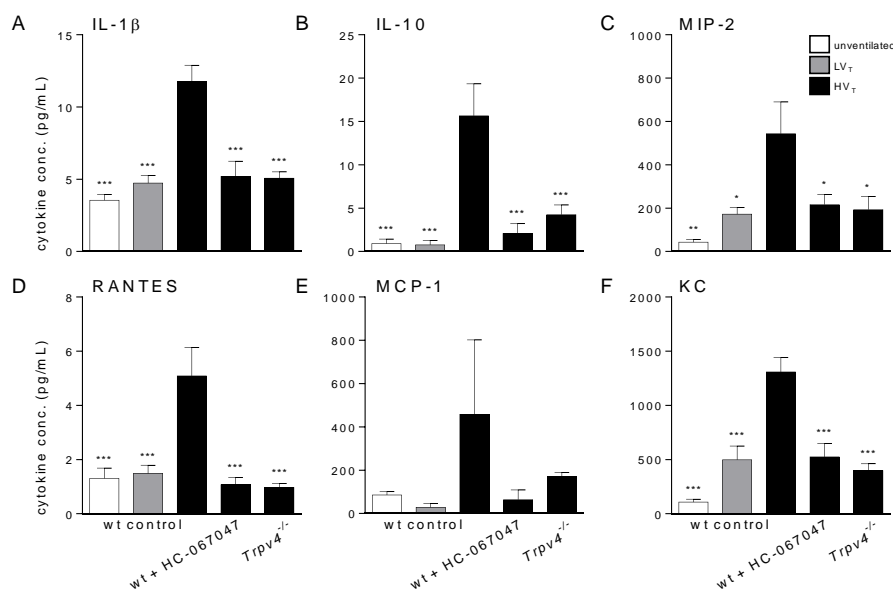 A IL-1β
B IL-10
C MIP-2
unventilated
LV_T
HV_T
cytokine conc. (pg/mL)
15
10
5
0
***
***
***
***
25
20
15
10
5
0
***
***
***
***
1000
800
600
400
200
0
**
*
*
*
D RANTES
E MCP-1
F KC
cytokine conc. (pg/mL)
8
6
4
2
0
***
***
***
***
1000
800
600
400
200
0
2000
1500
1000
500
0
***
***
***
***
wt control
wt + HC-067047
Trpv4-/-
wt control
wt + HC-067047
Trpv4-/-
wt control
wt + HC-067047
Trpv4-/-